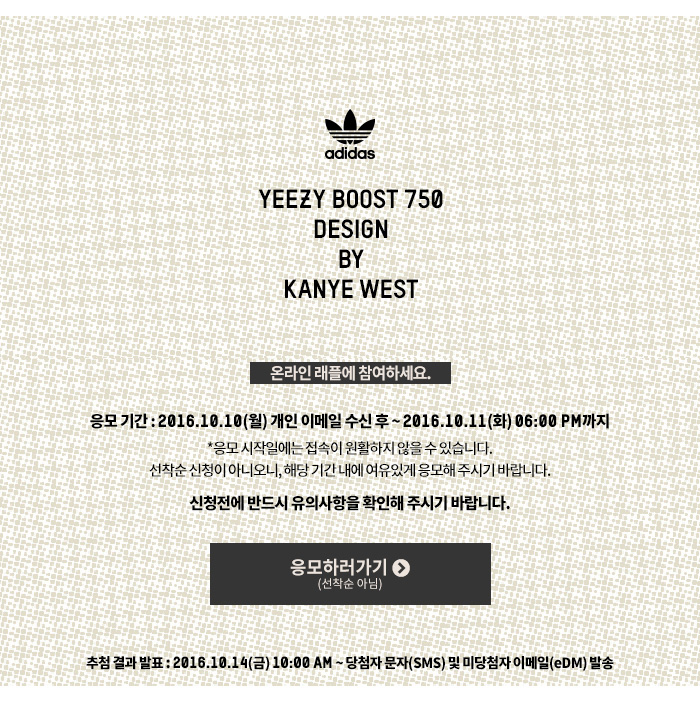 adidas
YEEZY BOOST 750
DESIGN
BY
KANYE WEST
온라인 래플에 참여하세요.
응모 기간 : 2016.10.10(월) 개인 이메일 수신 후 ~ 2016.10.11(화) 06:00 PM까지
*응모 시작일에는 접속이 원활하지 않을 수 있습니다.
선착순 신청이 아니오니, 해당 기간 내에 여유있게 응모해 주시기 바랍니다.
신청전에 반드시 유의사항을 확인해 주시기 바랍니다.
응모하러가기
(선착순 아님)
추첨 결과 발표 : 2016.10.14(금) 10:00 AM ~ 당첨자 문자(SMS) 및 미당첨자 이메일(eDM) 발송